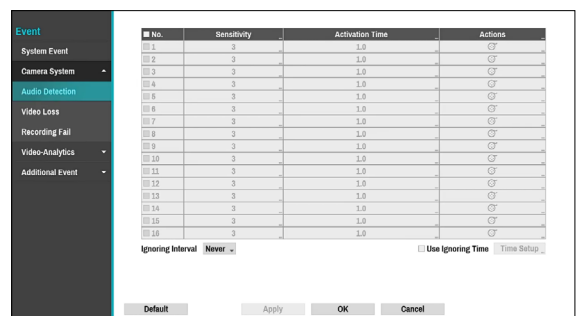 Event
System Event
Camera System
Audio Detection
Video Loss
Recording Fail
Video-Analytics
Additional Event
No. Sensitivity Activation Time Actions
1 3 1.0
2 3 1.0
3 3 1.0
4 3 1.0
5 3 1.0
6 3 1.0
7 3 1.0
8 3 1.0
9 3 1.0
10 3 1.0
11 3 1.0
12 3 1.0
13 3 1.0
14 3 1.0
15 3 1.0
16 3 1.0
Ignoring Interval Never Use Ignoring Time Time Setup
Default Apply OK Cancel